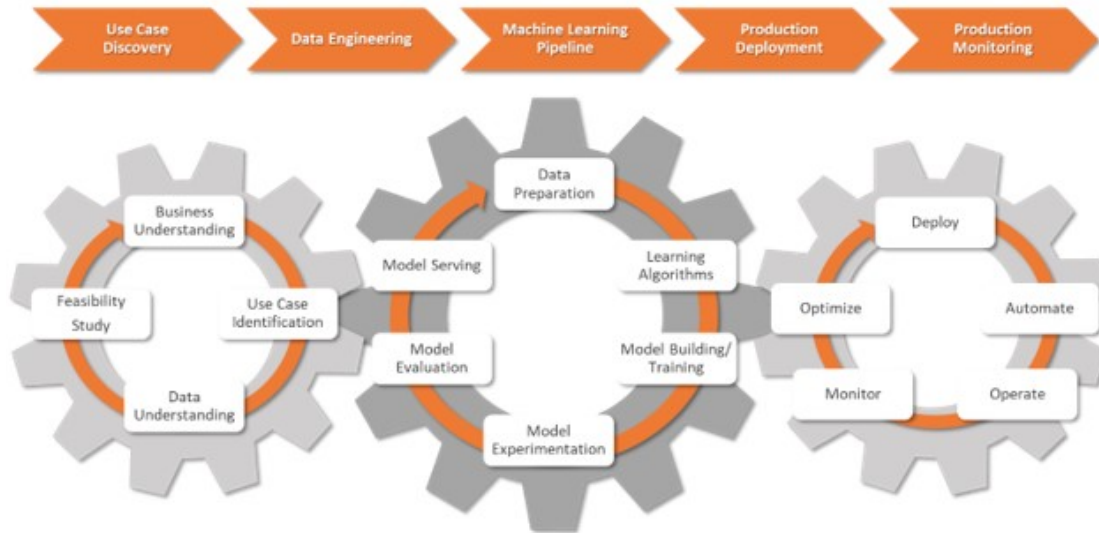 Use Case
Discovery
Data Engineering
Machine Learning
Pipeline
Production
Deployment
Production
Monitoring
Business
Understanding
Use Case
Identification
Data
Understanding
Feasibility
Study
Data
Preparation
Learning
Algorithms
Model Building/
Training
Model
Experimentation
Model
Evaluation
Model Serving
Deploy
Automate
Operate
Monitor
Optimize